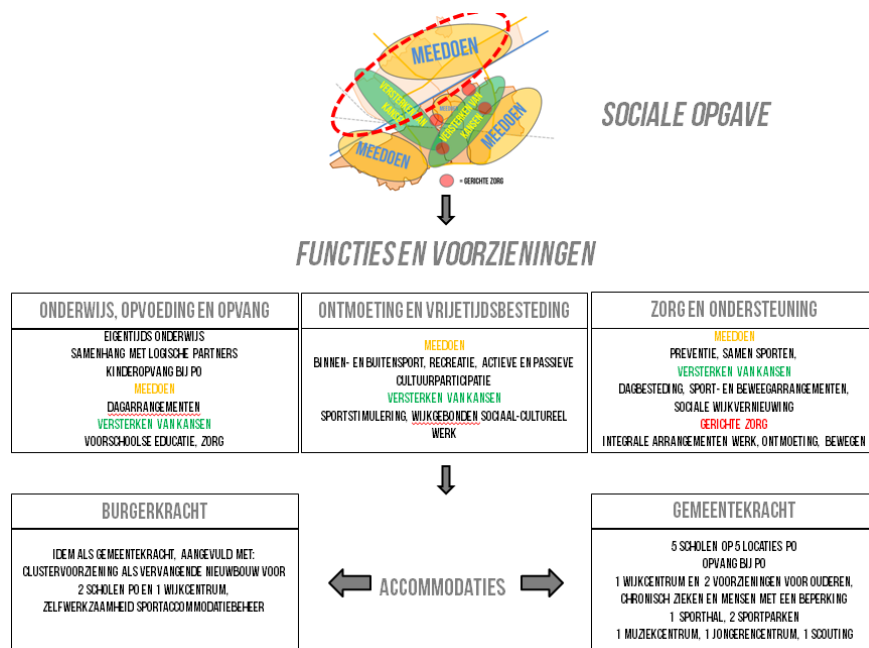 MEEDOEN
VERSTERKEN VAN
KANSEN
VERSTERKEN VAN
KANSEN
MEEDOEN
MEEDOEN
MEEDOEN
= GERICHTE ZORG
SOCIALE OPGAVE
FUNCTIES EN VOORZIENINGEN
ONDERWIJS, OPVOEDING EN OPVANG
EIGENTIJDS ONDERWIJS
SAMENHANG MET LOGISCHE PARTNERS
KINDEROPVANG BIJ PO
MEEDOEN
DAGARRANGEMENTEN
VERSTERKEN VAN KANSEN
VOORSCHOOLSE EDUCATIE, ZORG
ONTMOETING EN VRIJETIJDSBESTEDING
MEEDOEN
BINNEN- EN BUITENSPORT, RECREATIE, ACTIEVE EN PASSIEVE
CULTUURPARTICIPATIE
VERSTERKEN VAN KANSEN
SPORTSTIMULERING, WIJKGEBONDEN SOCIAAL-CULTUREEL
WERK
ZORG EN ONDERSTEUNING
MEEDOEN
PREVENTIE, SAMEN SPORTEN,
VERSTERKEN VAN KANSEN
DAGBESTEDING, SPORT- EN BEWEEGARRANGEMENTEN,
SOCIALE WIJKVERNIEUWING
GERICHTE ZORG
INTEGRALE ARRANGEMENTEN WERK, ONTMOETING, BEWEGEN
BURGERKRACHT
IDEM ALS GEMEENTEKRACHT, AANGEVULD MET:
CLUSTERVOORZIENING ALS VERVANGENDE NIEUWBOUW VOOR
2 SCHOLEN PO EN 1 WIJKCENTRUM,
ZELFWERKZAAMHEID SPORTACCOMMODATIEBEHEER
ACCOMMODATIES
GEMEENTEKRACHT
5 SCHOLEN OP 5 LOCATIES PO
OPVANG BIJ PO
1 WIJKCENTRUM EN 2 VOORZIENINGEN VOOR OUDEREN,
CHRONISCH ZIEKEN EN MENSEN MET EEN BEPERKING
1 SPORTHAL, 2 SPORTPARKEN
1 MUZIEKCENTRUM, 1 JONGERENCENTRUM, 1 SCOUTING